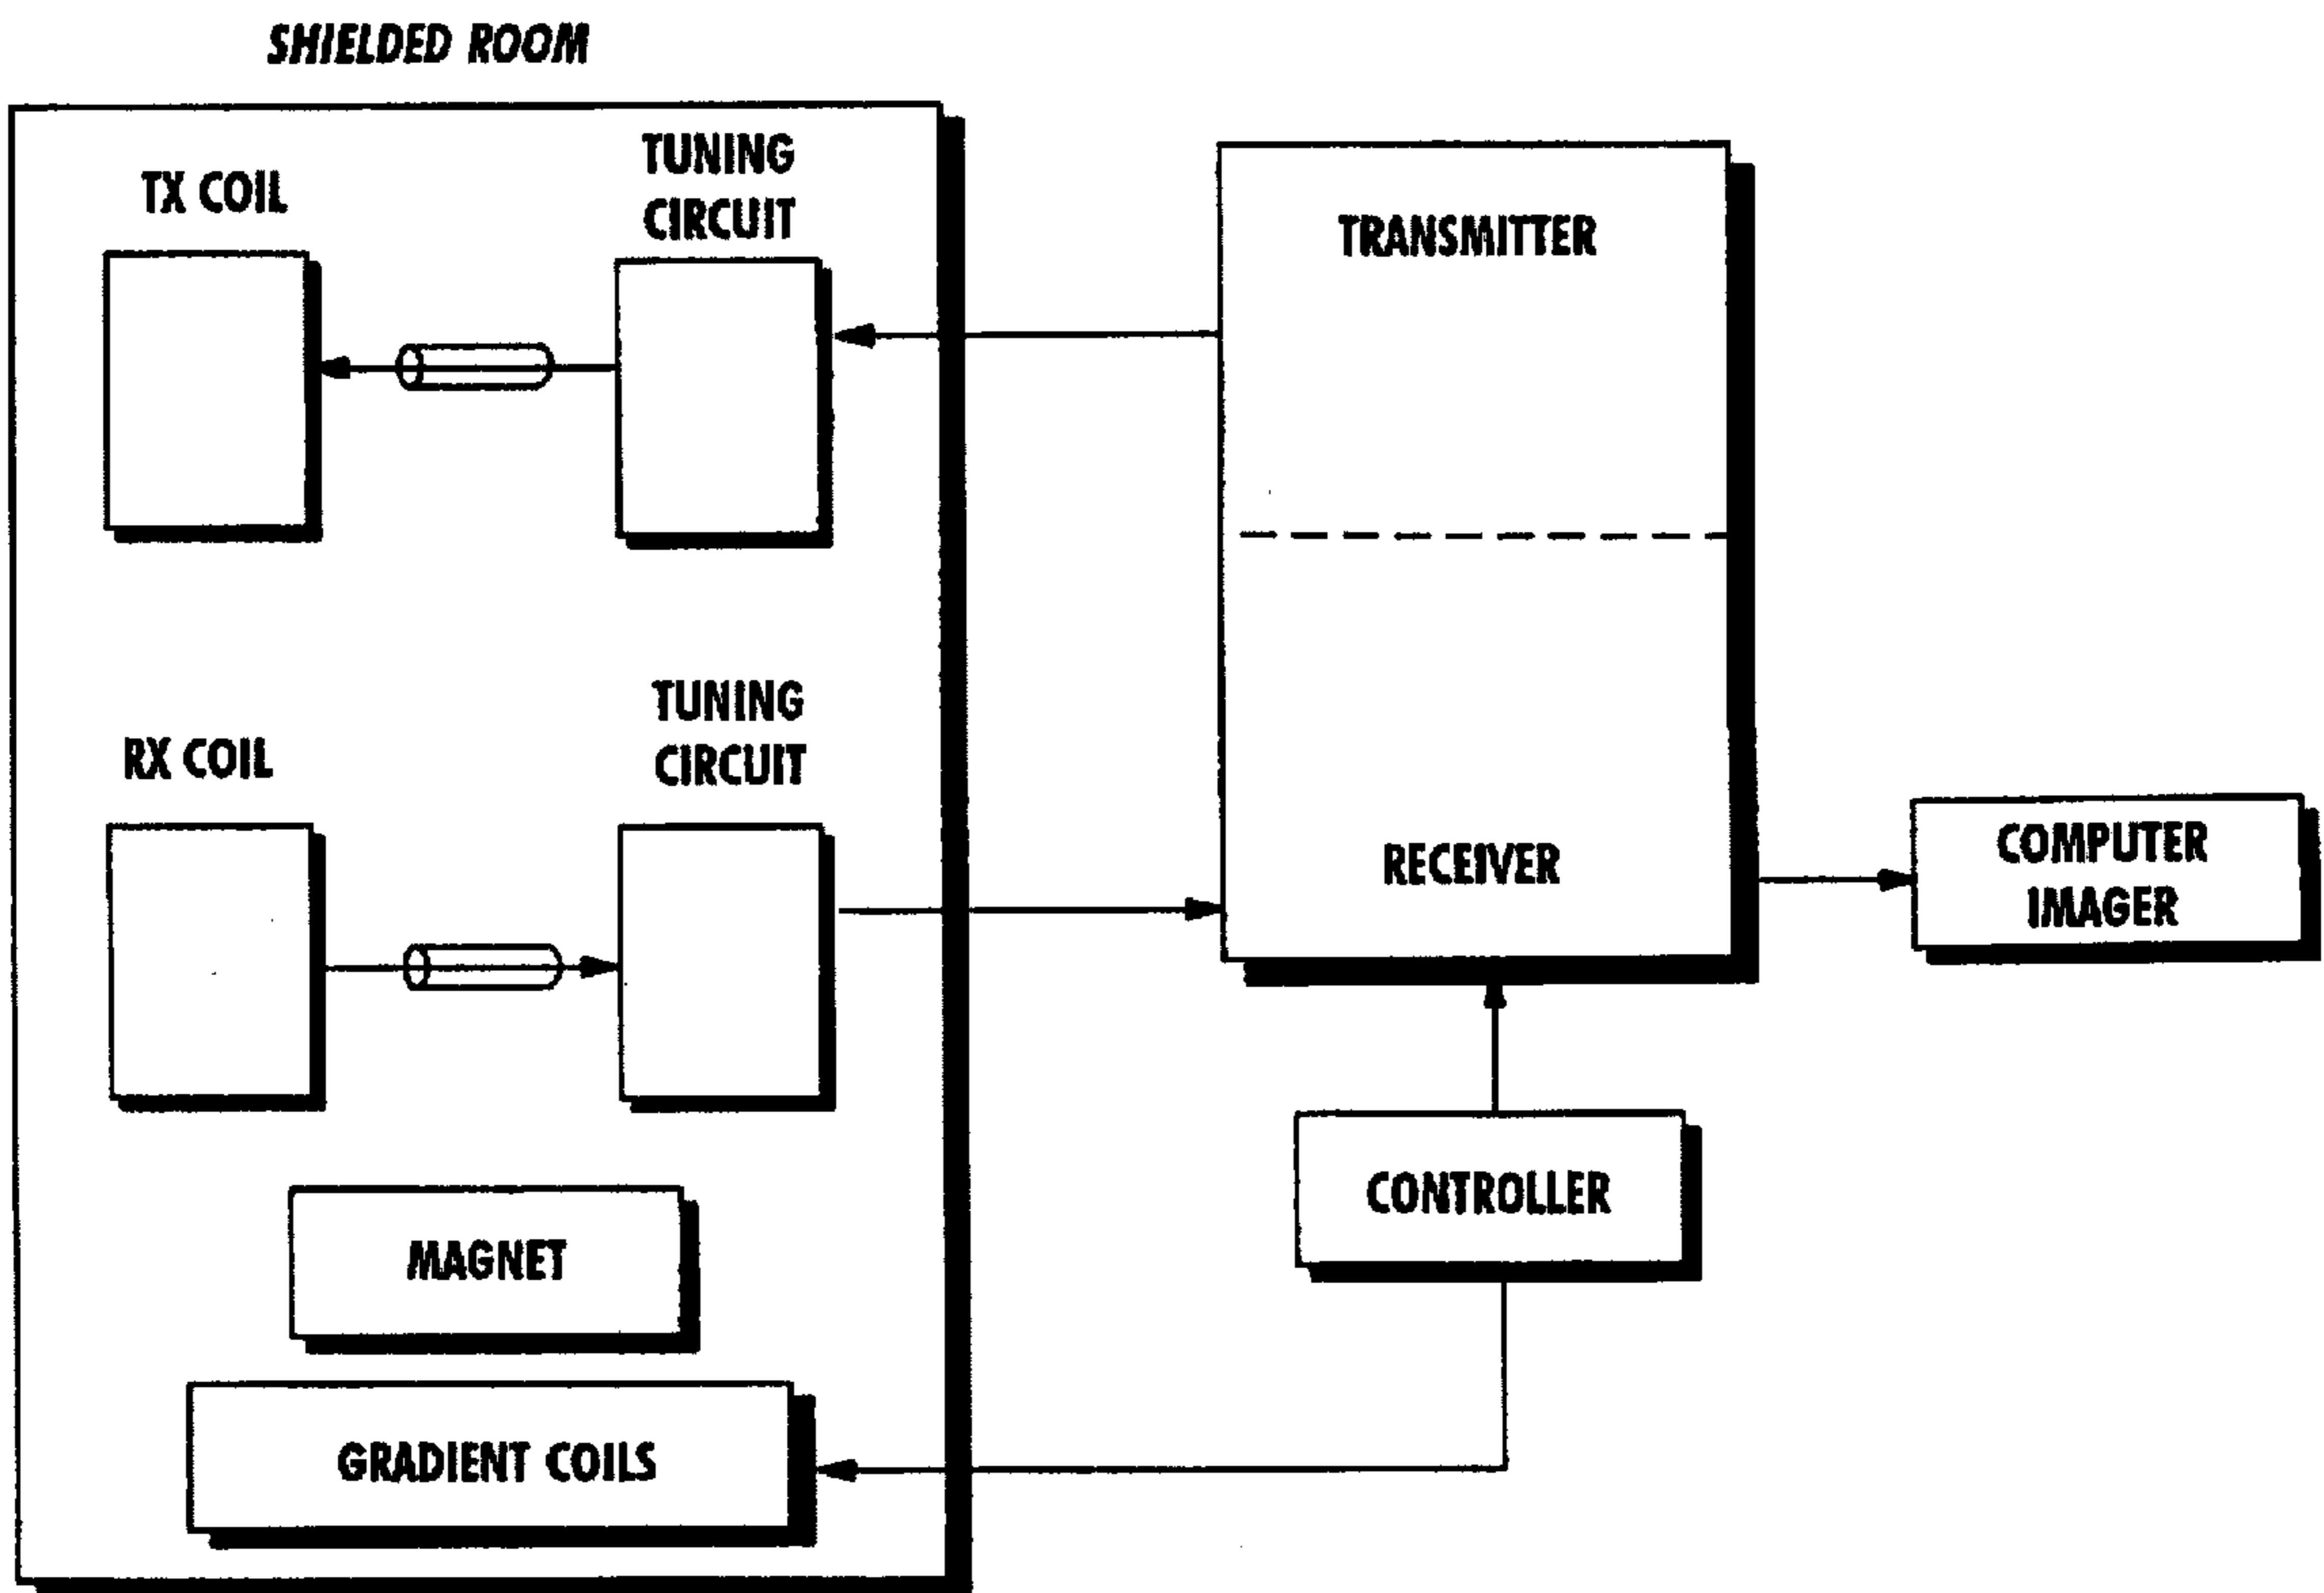 SHIELDED ROOM
TX COIL
TUNING
CIRCUIT
TRANSMITTER
RX COIL
TUNING
CIRCUIT
RECEIVER
COMPUTER
IMAGER
MAGNET
CONTROLLER
GRADIENT COILS